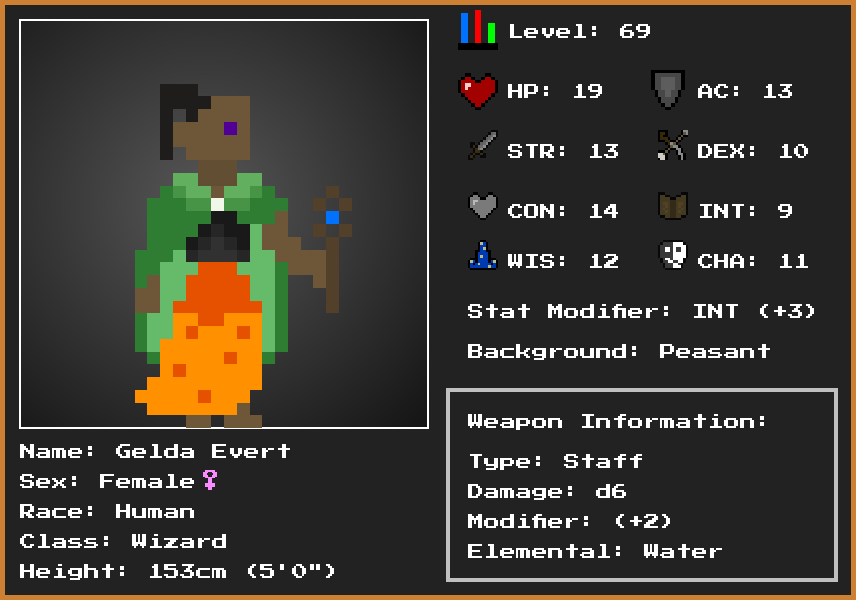 Level: 69
HP: 19 AC: 13
STR: 13 DEX: 10
CON: 14 INT: 9
WIS: 12 CHA: 11
Stat Modifier: INT (+3)
Background: Peasant
Weapon Information:
Type: Staff
Damage: d6
Modifier: (+2)
Elemental: Water
Name: Gelda Evert
Sex: Female♀
Race: Human
Class: Wizard
Height: 153cm (5'0")